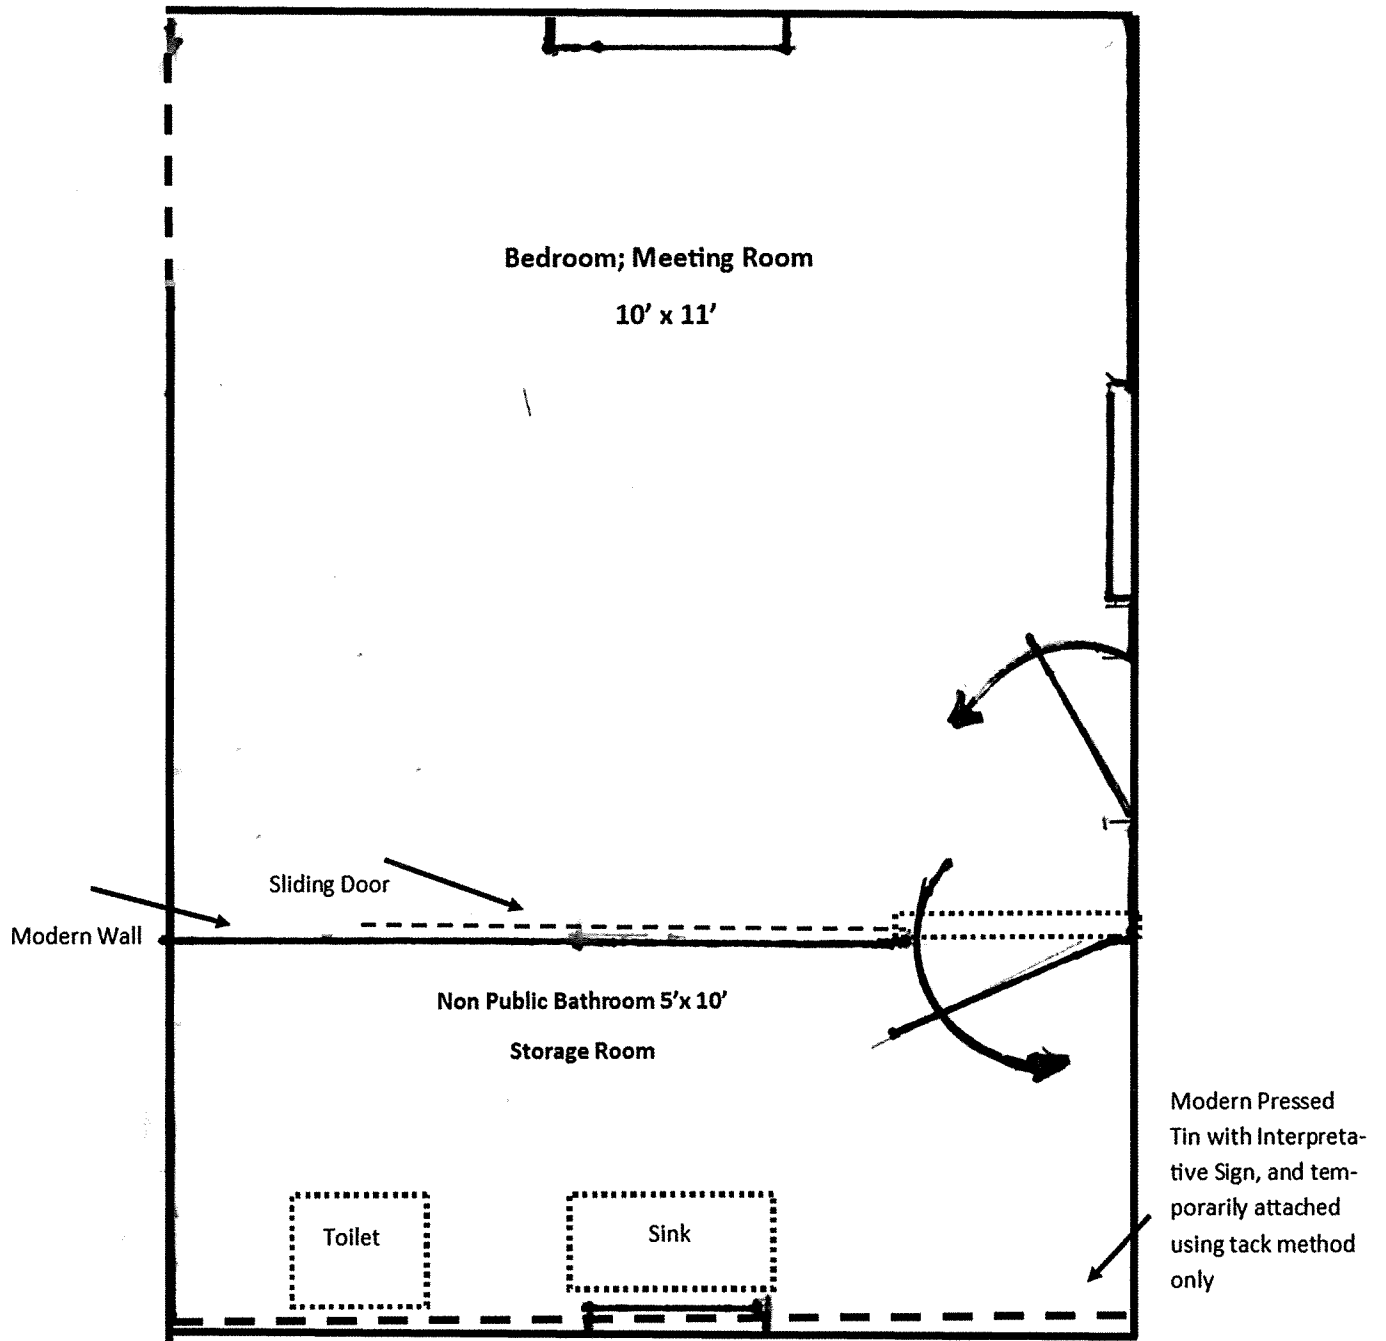 Bedroom; Meeting Room
10’ x 11’
Sliding Door
Modern Wall
Non Public Bathroom 5’x 10’
Storage Room
Modern Pressed
Tin with Interpreta-
tive Sign, and tem-
porarily attached
using tack method
only
Toilet
Sink